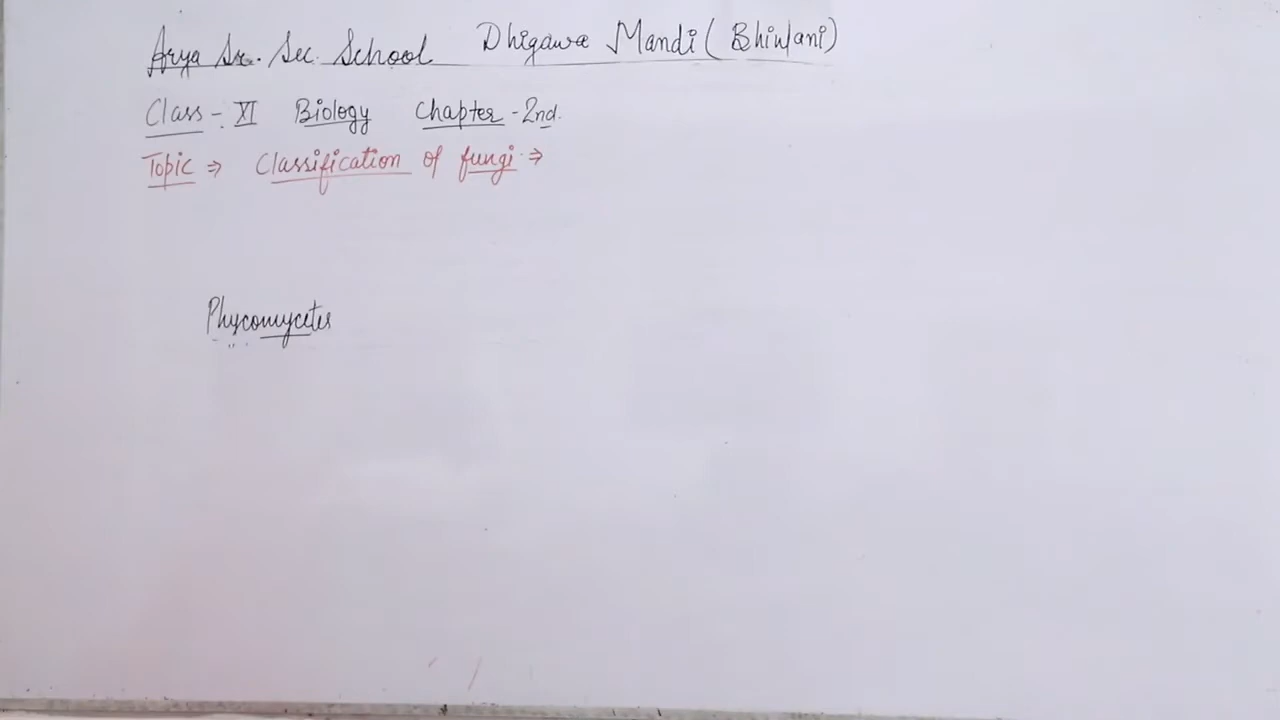 Arya Sr. Sec. School Dhigawa Mandi (Bhiwani)
Class - XI Biology Chapter - 2nd.
Topic ⇒ Classification of fungi ⇒
Phycomycetes